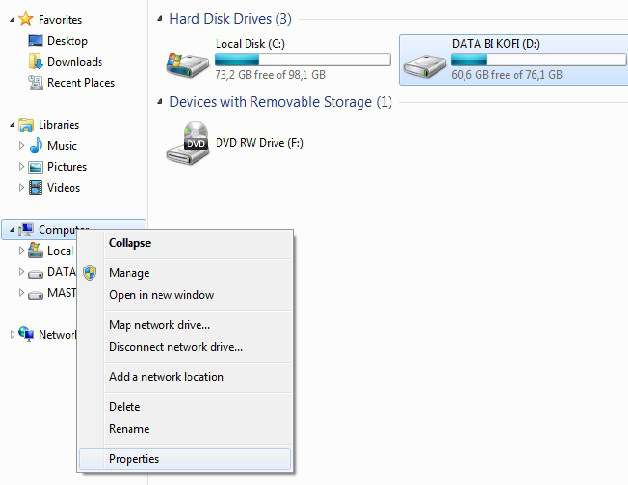 Favorites
Desktop
Downloads
Recent Places
Libraries
Music
Pictures
Videos
Computer
Local
DATA
MAST
Network
Hard Disk Drives (3)
Local Disk (C:)
73,2 GB free of 98,1 GB
DATA BI KOFI (D:)
60,6 GB free of 76,1 GB
Devices with Removable Storage (1)
DVD
DVD RW Drive (F:)
Collapse
Manage
Open in new window
Map network drive...
Disconnect network drive...
Add a network location
Delete
Rename
Properties